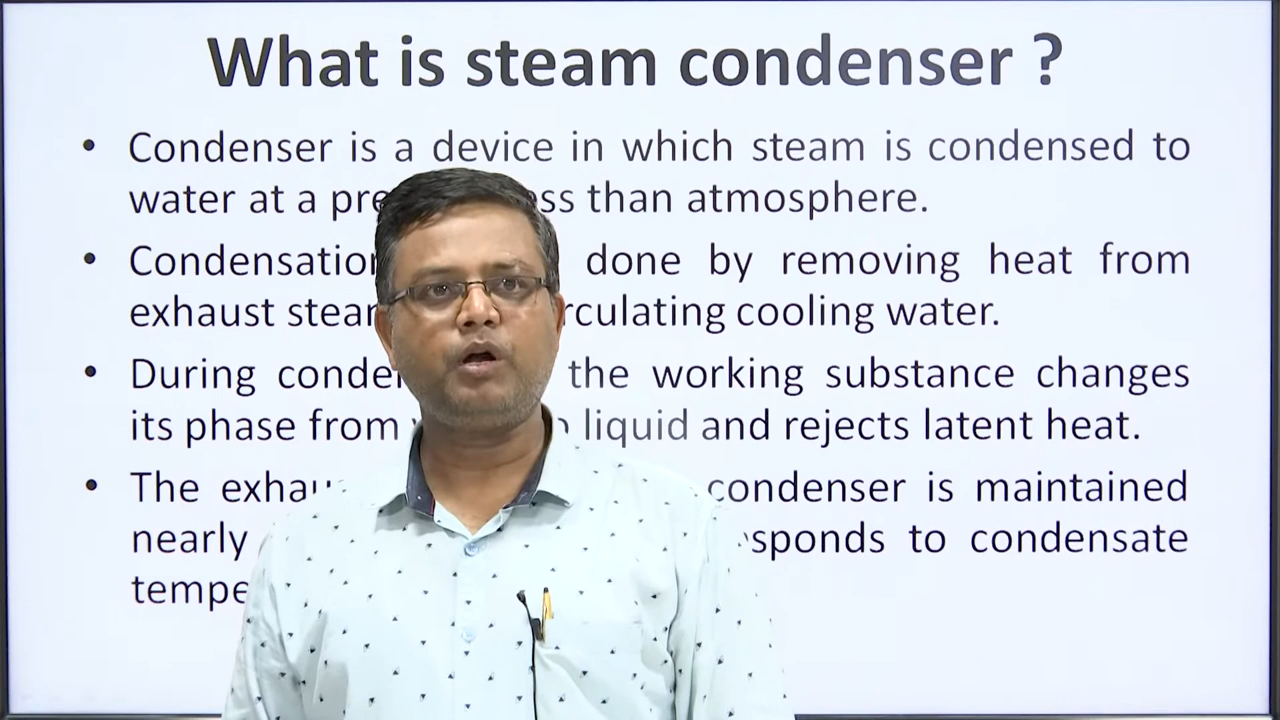 What is steam condenser ?
• Condenser is a device in which steam is condensed to
water at a pre ss than atmosphere.
• Condensation done by removing heat from
exhaust steam rculating cooling water.
• During conde the working substance changes
its phase from liquid and rejects latent heat.
• The exhau condenser is maintained
nearly sponds to condensate
tempe